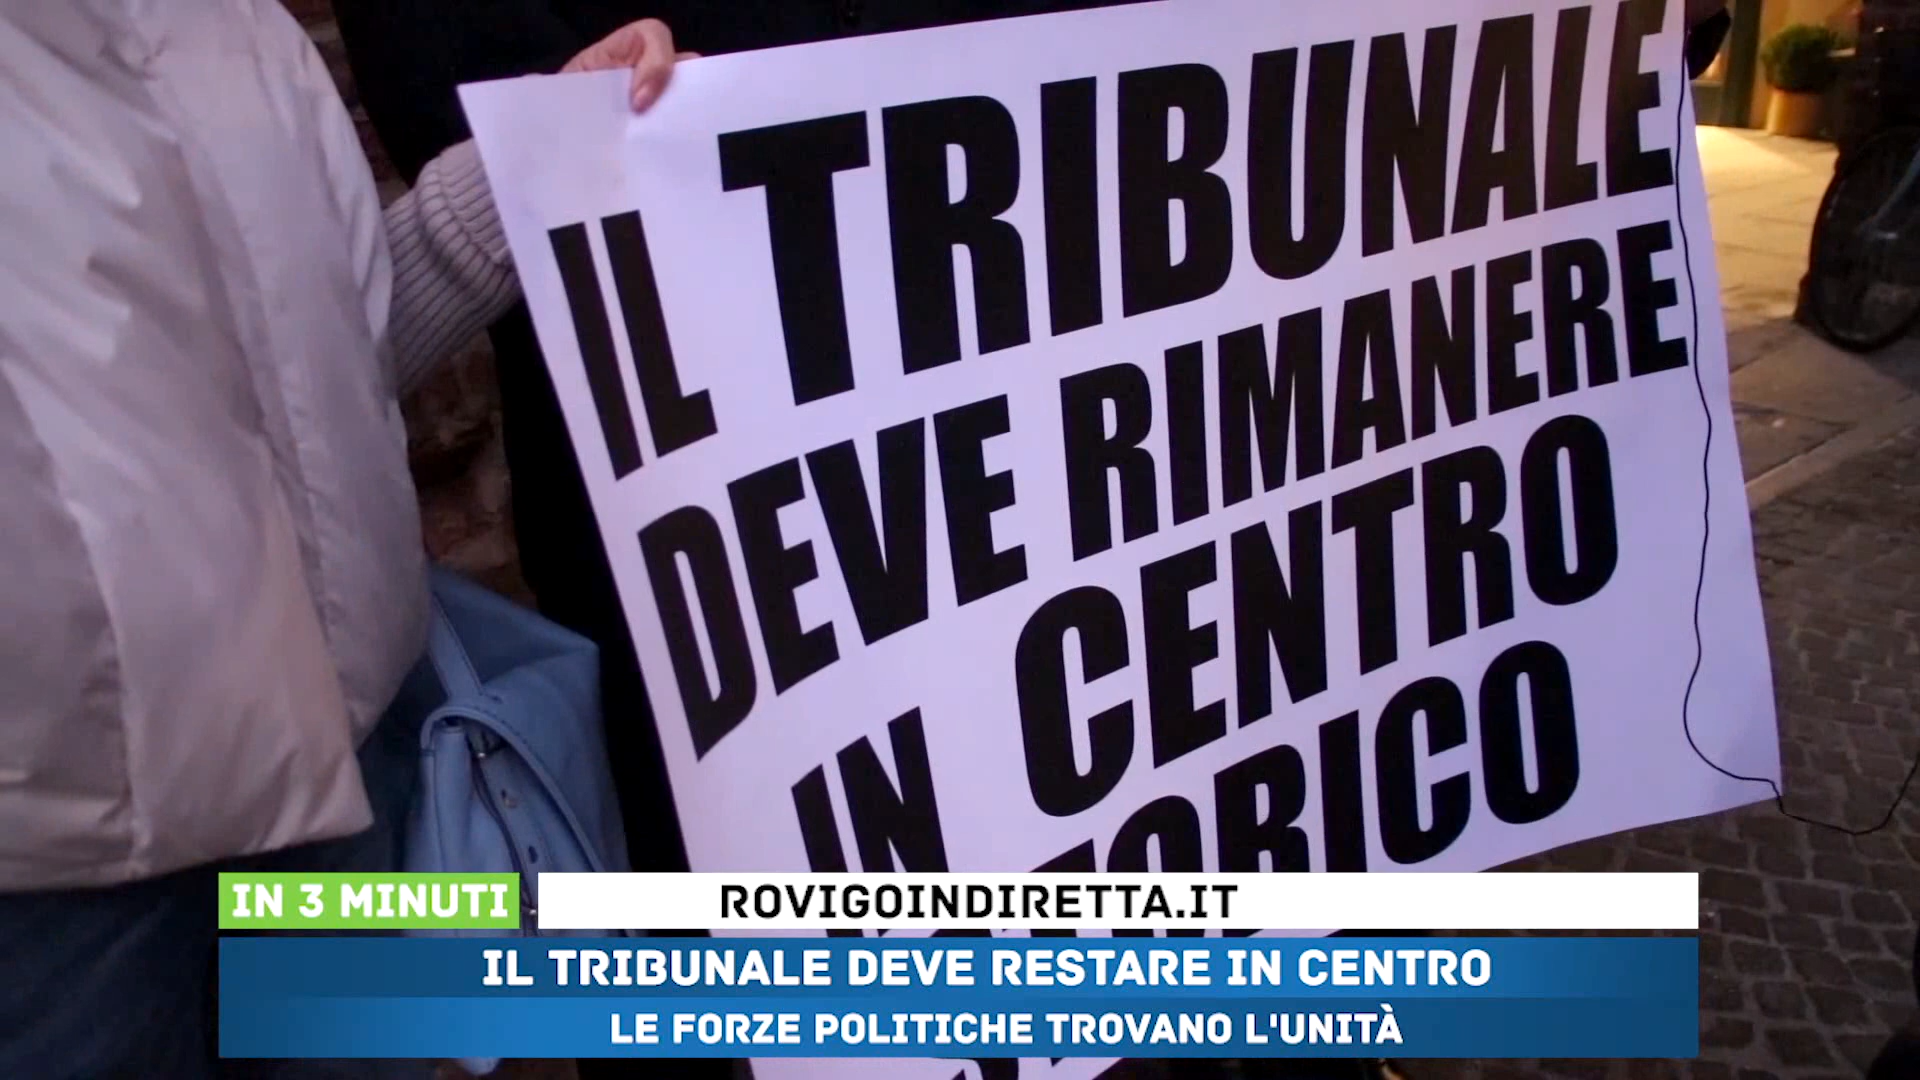 IL TRIBUNALE
DEVE RIMANERE
IN CENTRO
TORICO
IN 3 MINUTI
ROVIGOINDIRETTA.IT
IL TRIBUNALE DEVE RESTARE IN CENTRO
LE FORZE POLITICHE TROVANO L'UNITÀ